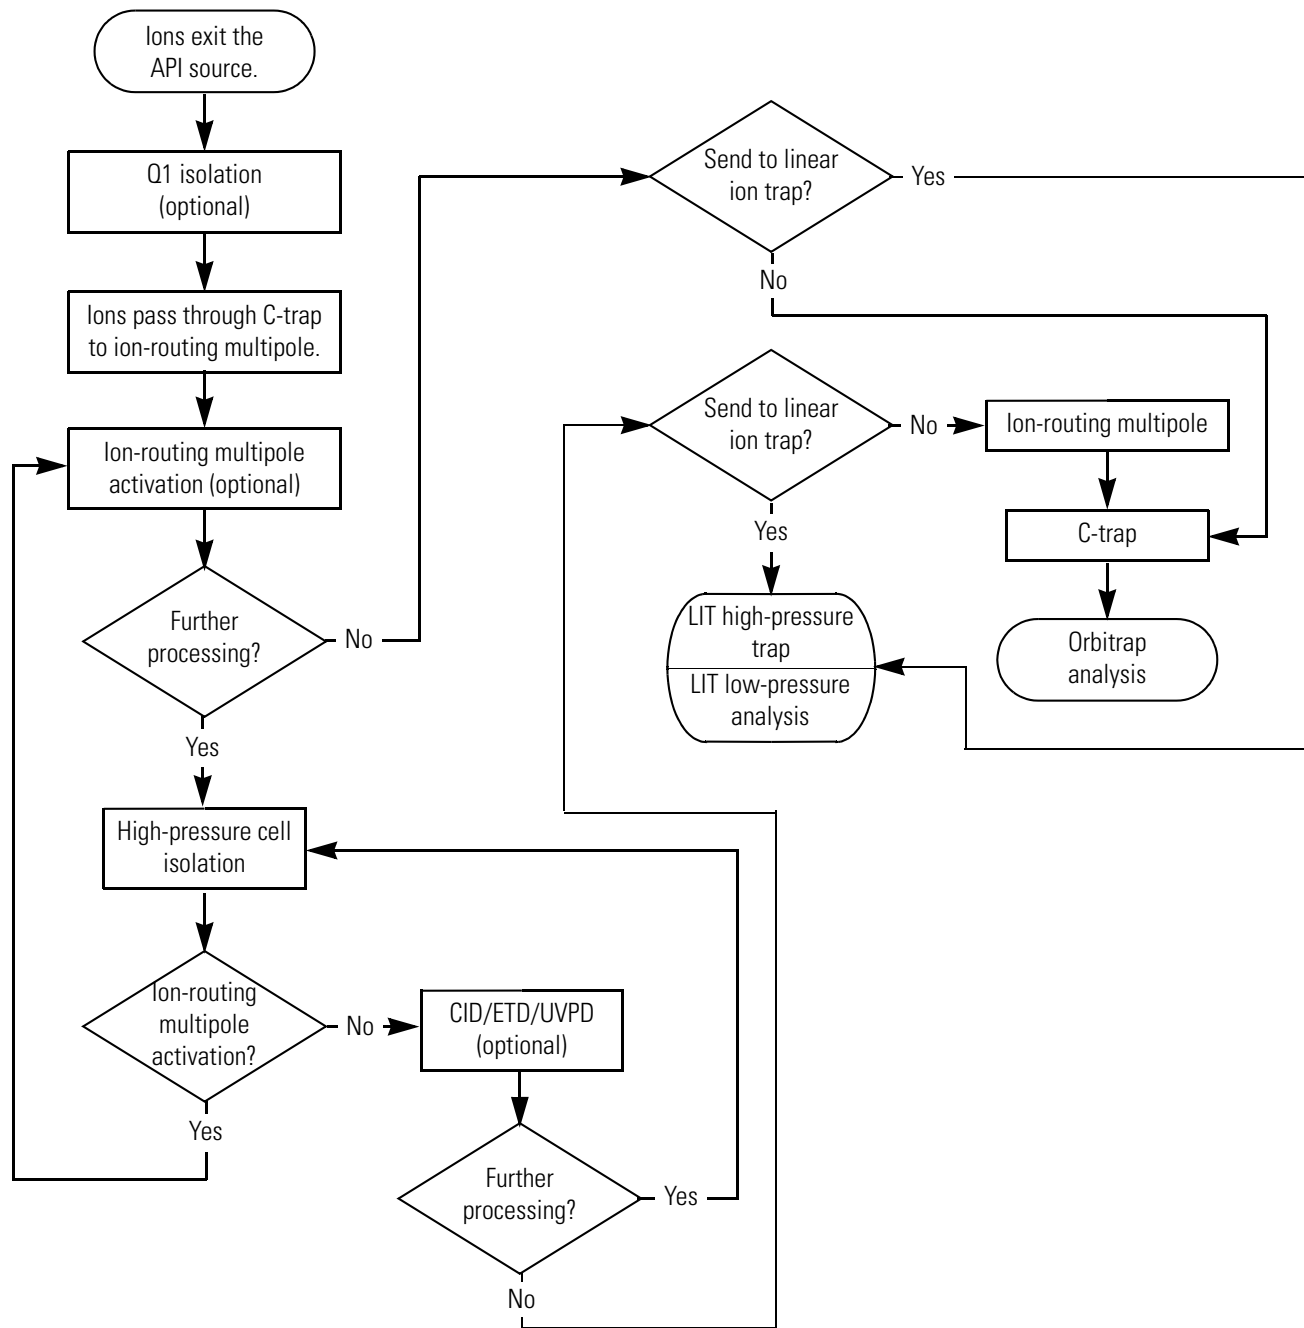 Ions exit the
API source.
Q1 isolation
(optional)
Ions pass through C-trap
to ion-routing multipole.
Ion-routing multipole
activation (optional)
Further
processing?
No
Yes
High-pressure cell
isolation
Ion-routing
multipole
activation?
No
Yes
CID/ETD/UVPD
(optional)
Further
processing?
Yes
No
Send to linear
ion trap?
Yes
No
Send to linear
ion trap?
No
Yes
Ion-routing multipole
C-trap
Orbitrap
analysis
LIT high-pressure
trap
LIT low-pressure
analysis